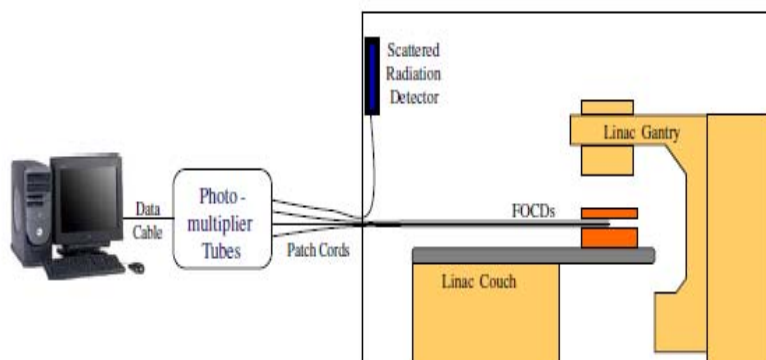 Scattered
Radiation
Detector
Linac Gantry
Photo -
multiplier
Tubes
Data
Cable
FOCDs
Patch Cords
Linac Couch